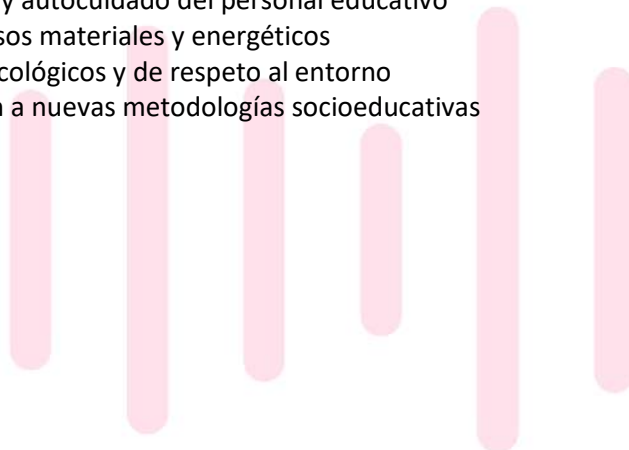 y autocuidado del personal educativo
sos materiales y energéticos
cológicos y de respeto al entorno
a nuevas metodologías socioeducativas